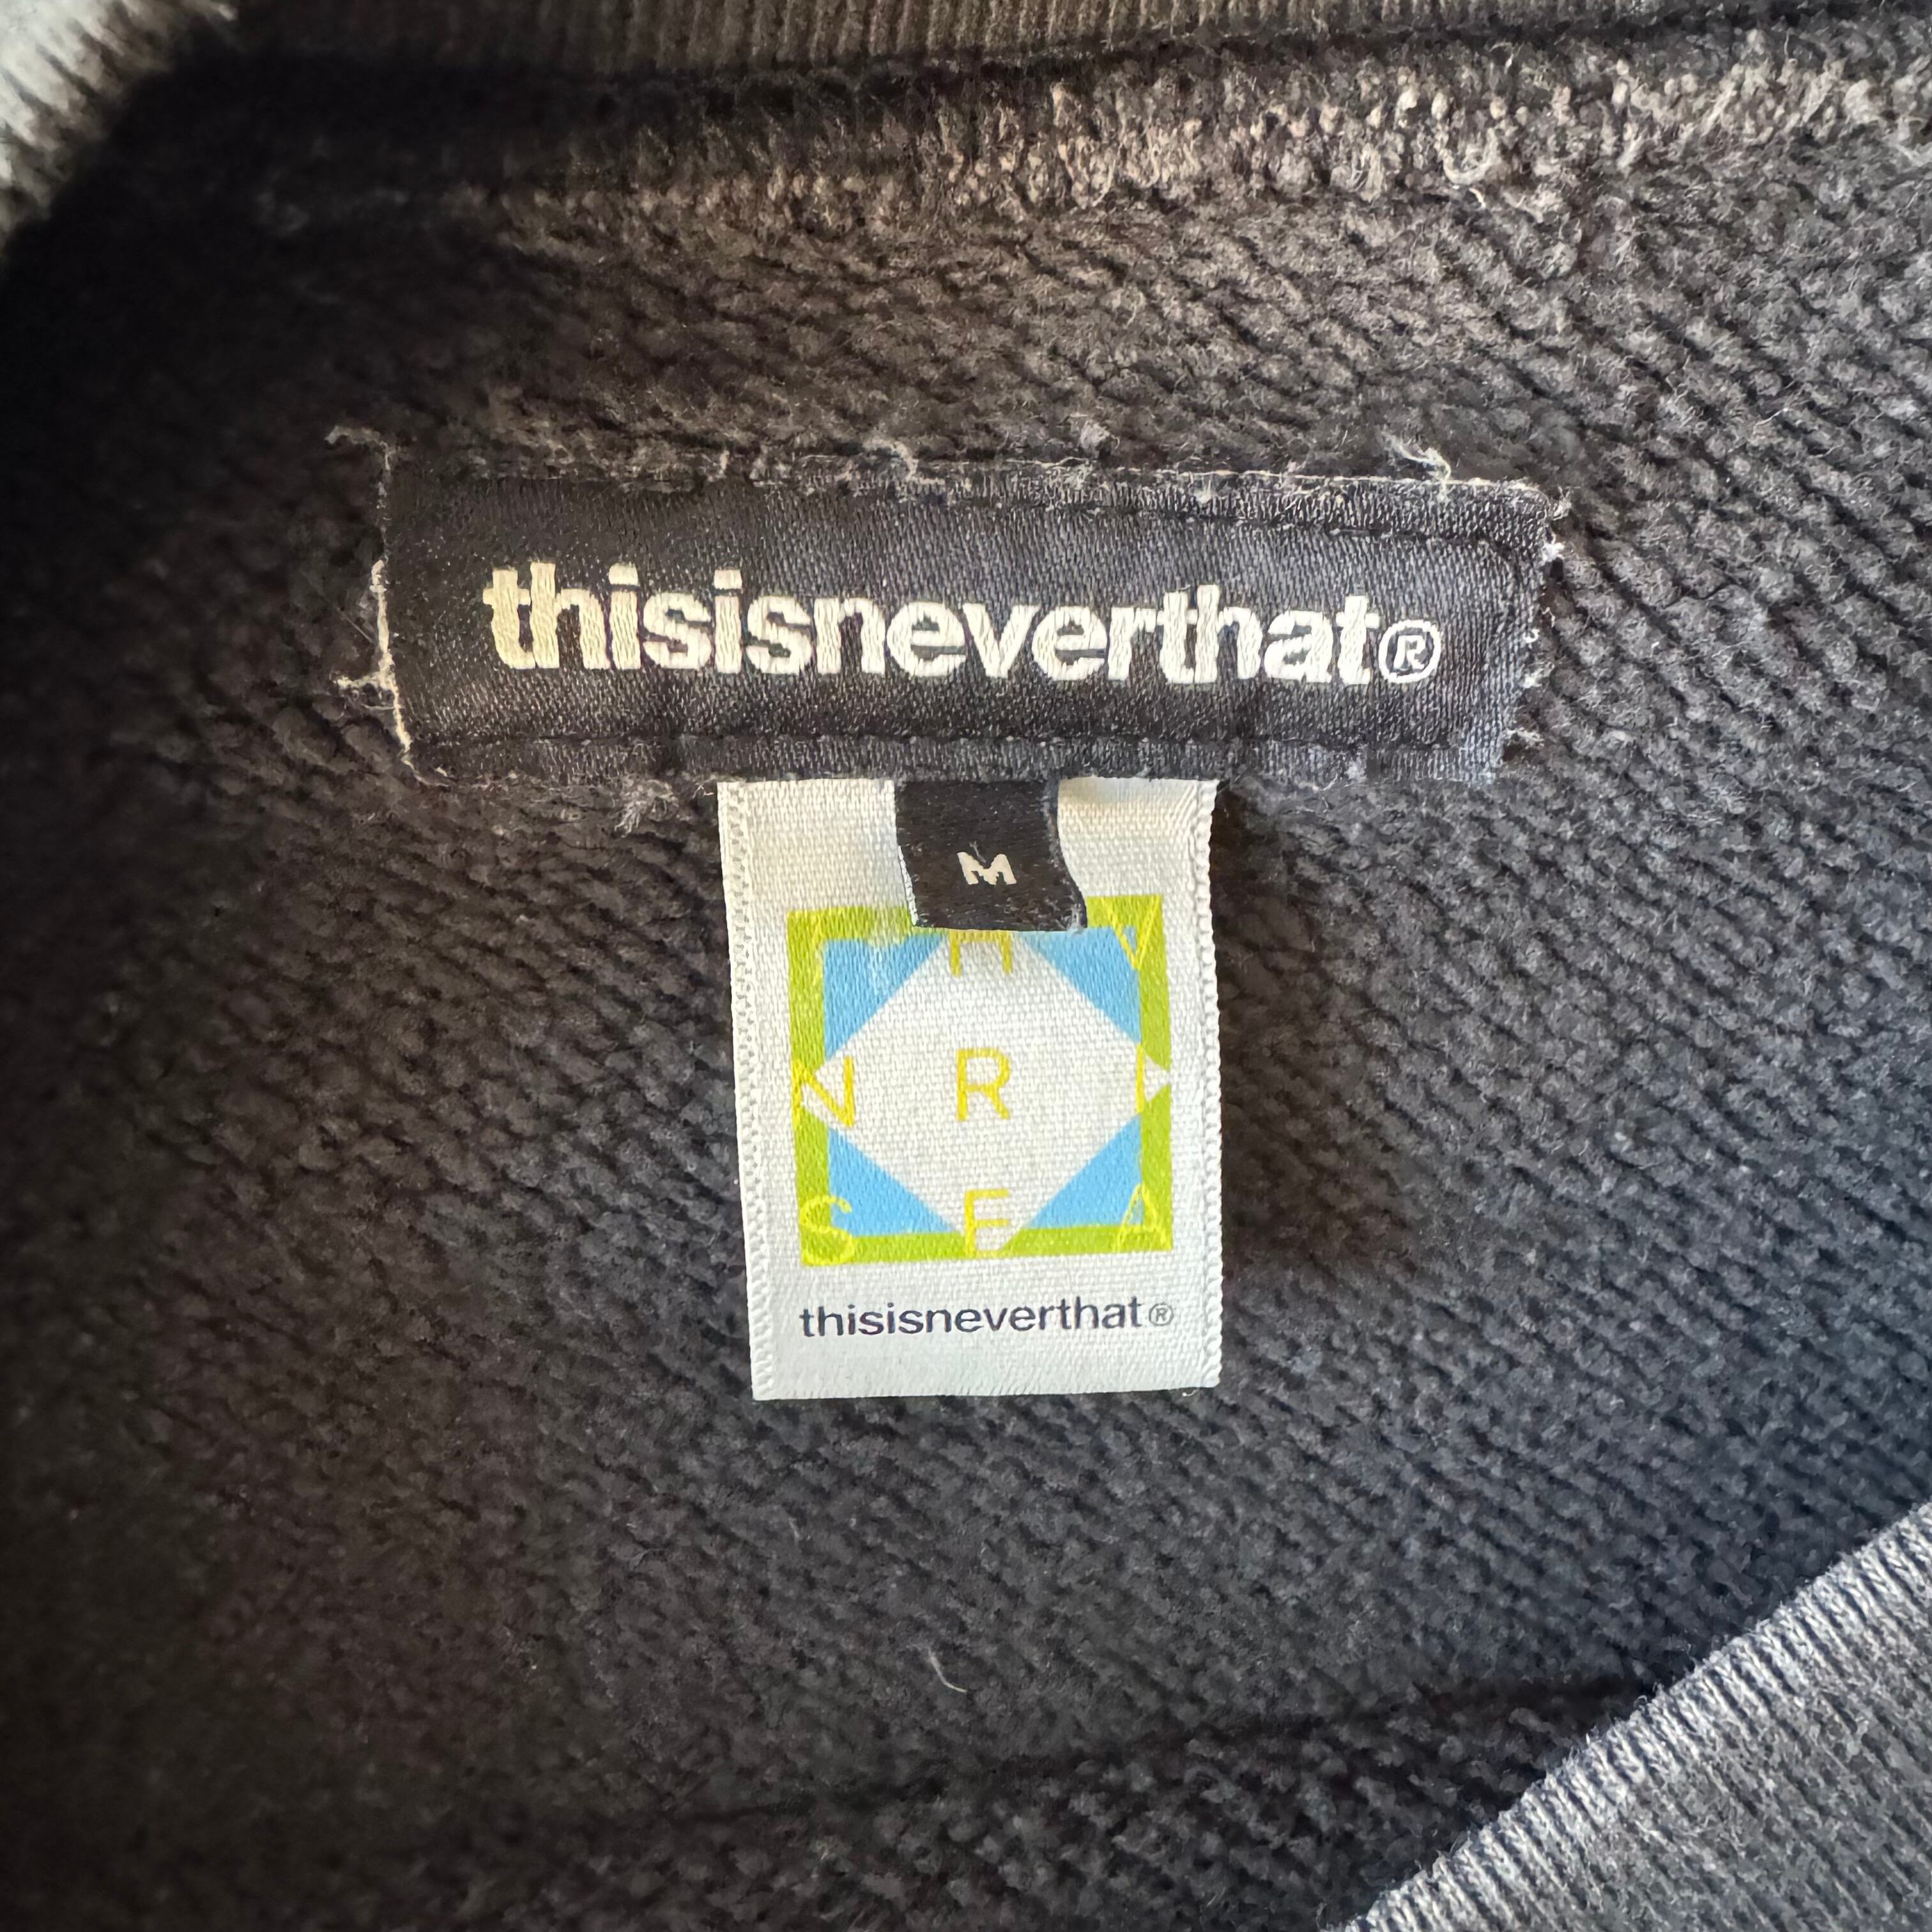 thisisneverthat®
M
N R I
S E A
thisisneverthat®